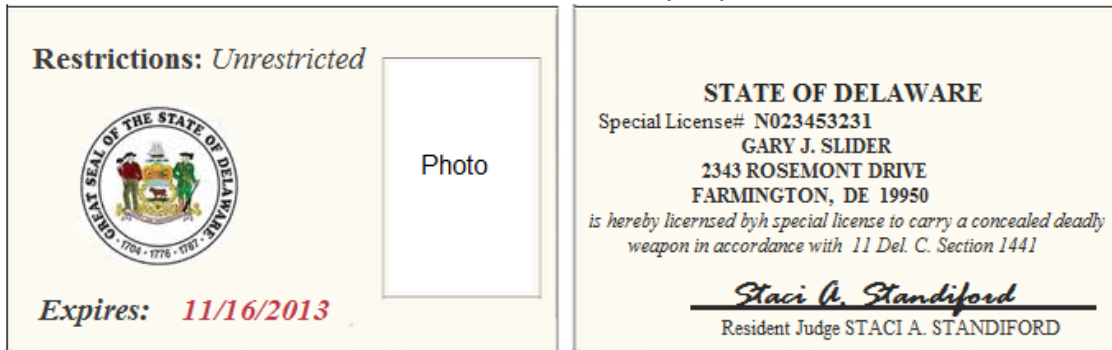 Restrictions: Unrestricted
GREAT SEAL OF THE STATE OF DELAWARE
· 1704 · 1776 · 1787 ·
Photo
Expires: 11/16/2013
STATE OF DELAWARE
Special License# N023453231
GARY J. SLIDER
2343 ROSEMONT DRIVE
FARMINGTON, DE 19950
is hereby licernsed byh special license to carry a concealed deadly
weapon in accordance with 11 Del. C. Section 1441
Staci A. Standiford
Resident Judge STACI A. STANDIFORD